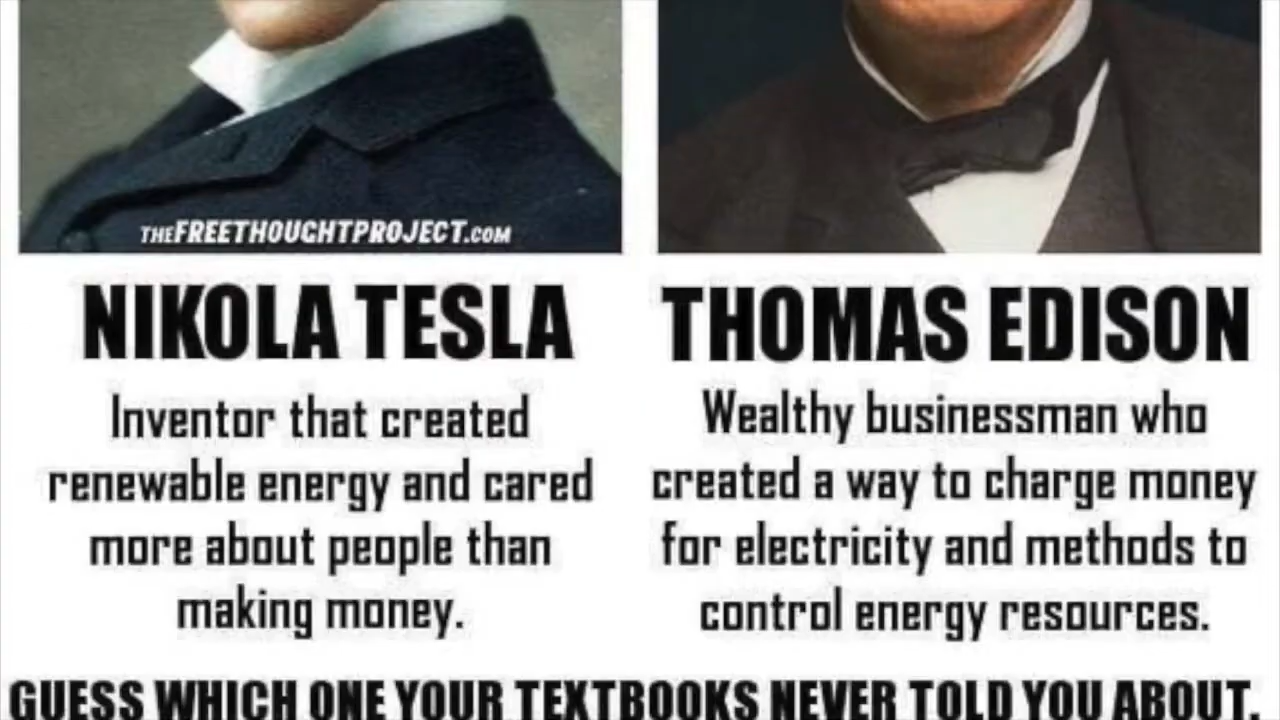 THEFREETHOUGHTPROJECT.COM
NIKOLA TESLA
Inventor that created
renewable energy and cared
more about people than
making money.
THOMAS EDISON
Wealthy businessman who
created a way to charge money
for electricity and methods to
control energy resources.
GUESS WHICH ONE YOUR TEXTBOOKS NEVER TOLD YOU ABOUT.